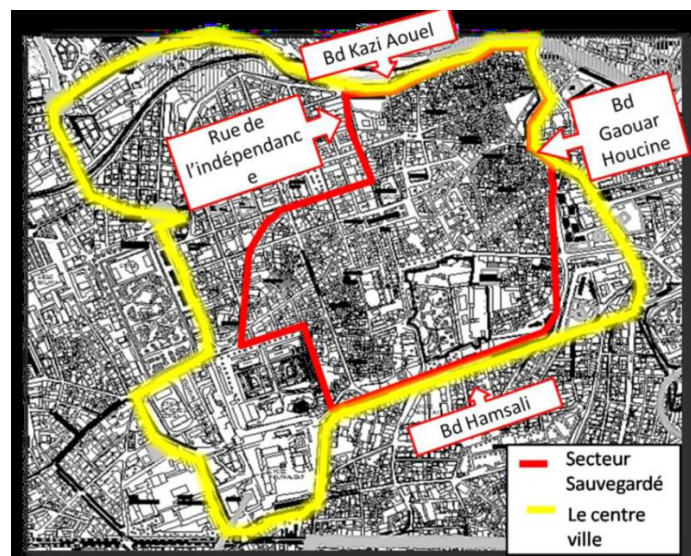 Bd Kazi Aouel
Rue de
l'indépendanc
e
Bd
Gaouar
Houcine
Bd Hamsali
Secteur
Sauvegardé
Le centre
ville